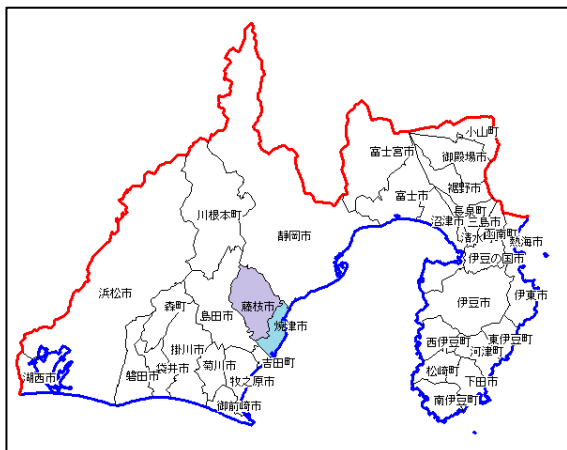 小山町
富士宮市
御殿場市
裾野市
富士市
長泉町
川根本町
沼津市
三島市
静岡市
清水町
函南町
熱海市
伊豆の国市
浜松市
森町
藤枝市
伊豆市
伊東市
島田市
焼津市
西伊豆町
東伊豆町
掛川市
吉田町
河津町
湖西市
磐田市
袋井市
菊川市
松崎町
牧之原市
下田市
御前崎市
南伊豆町